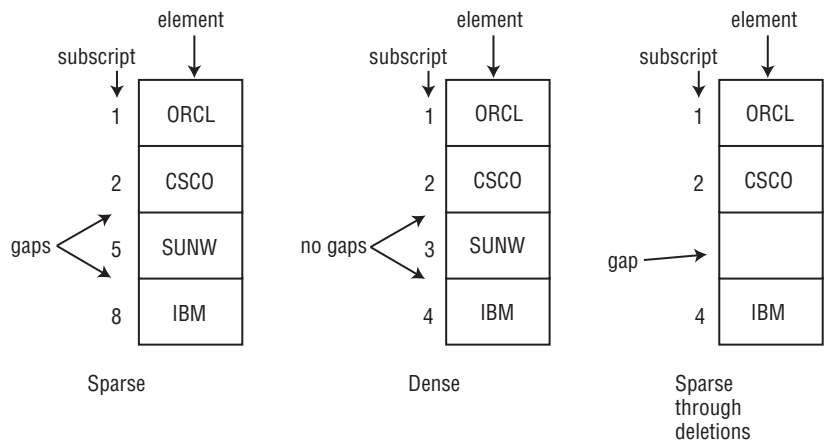 element
subscript
1
ORCL
2
CSCO
gaps
5
SUNW
8
IBM
Sparse
element
subscript
1
ORCL
2
CSCO
no gaps
3
SUNW
4
IBM
Dense
element
subscript
1
ORCL
2
CSCO
gap
4
IBM
Sparse
through
deletions